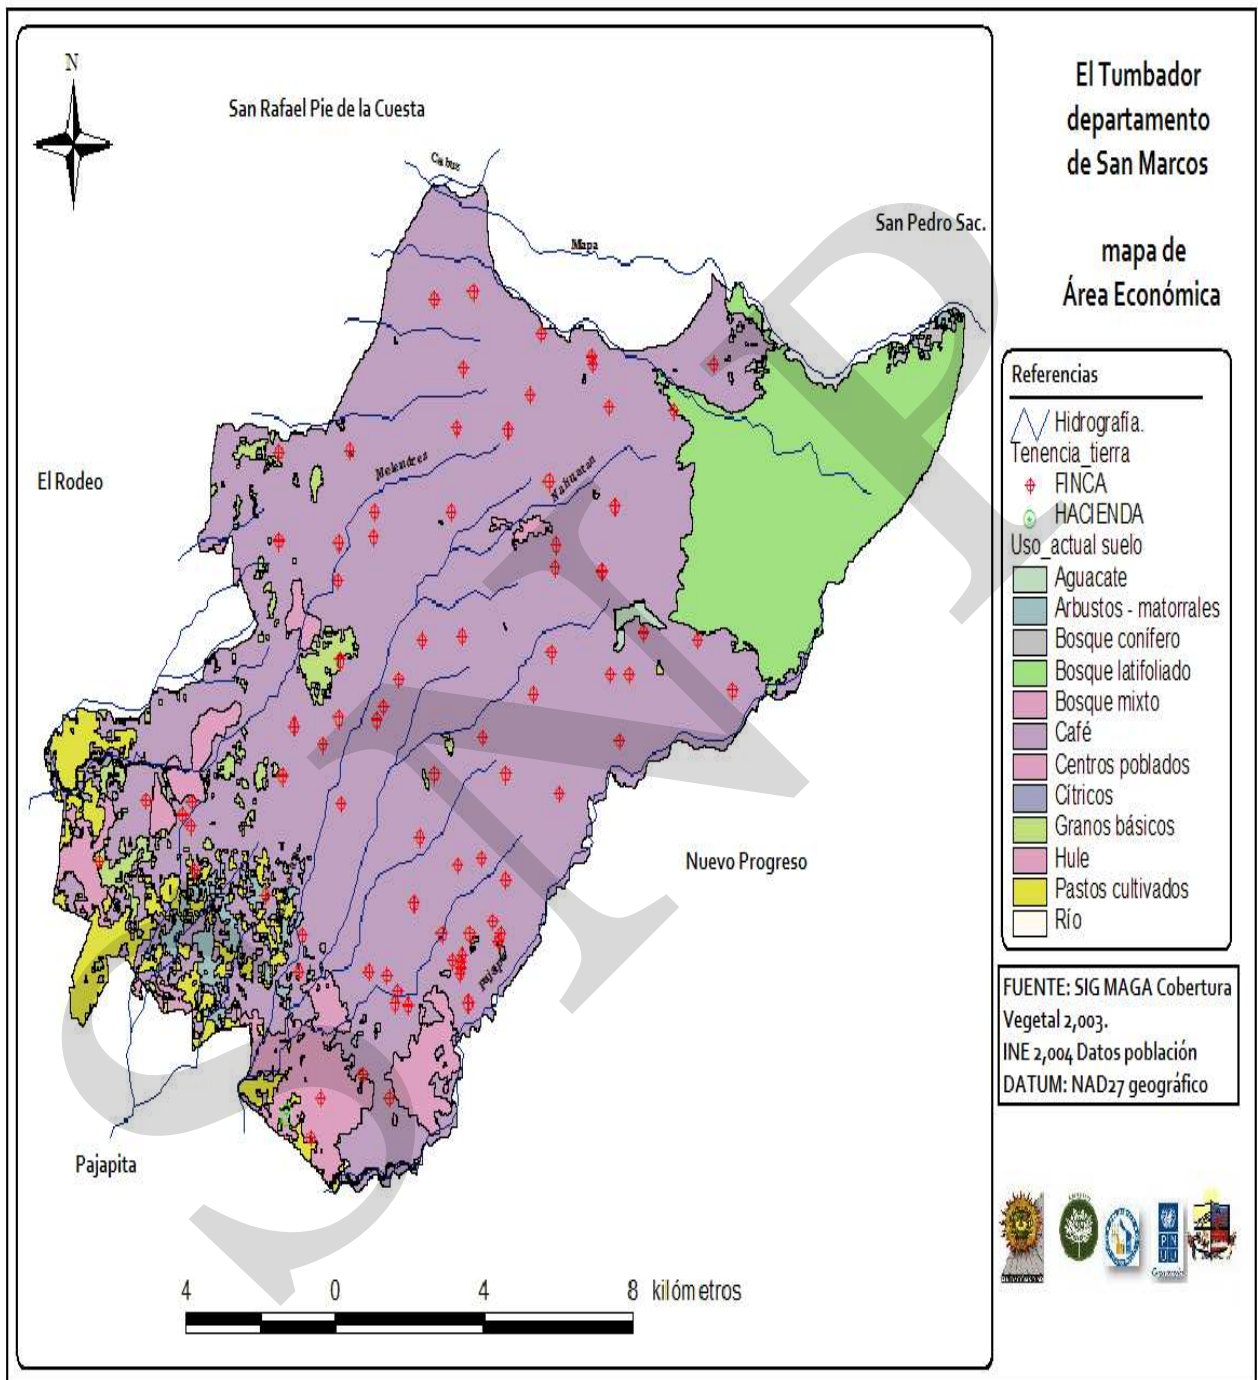 El Tumbador
departamento
de San Marcos
mapa de
Área Económica
N
San Rafael Pie de la Cuesta
Cabuz
Mapa
San Pedro Sac.
El Rodeo
Melendrez
Nahuatan
Nuevo Progreso
Pajapa
Pajapita
4 0 4 8 kilómetros
Referencias
Hidrografía.
Tenencia_tierra
FINCA
HACIENDA
Uso_actual suelo
Aguacate
Arbustos - matorrales
Bosque conífero
Bosque latifoliado
Bosque mixto
Café
Centros poblados
Cítricos
Granos básicos
Hule
Pastos cultivados
Río
FUENTE: SIG MAGA Cobertura
Vegetal 2,003.
INE 2,004 Datos población
DATUM: NAD27 geográfico
P N
U D
SNIP